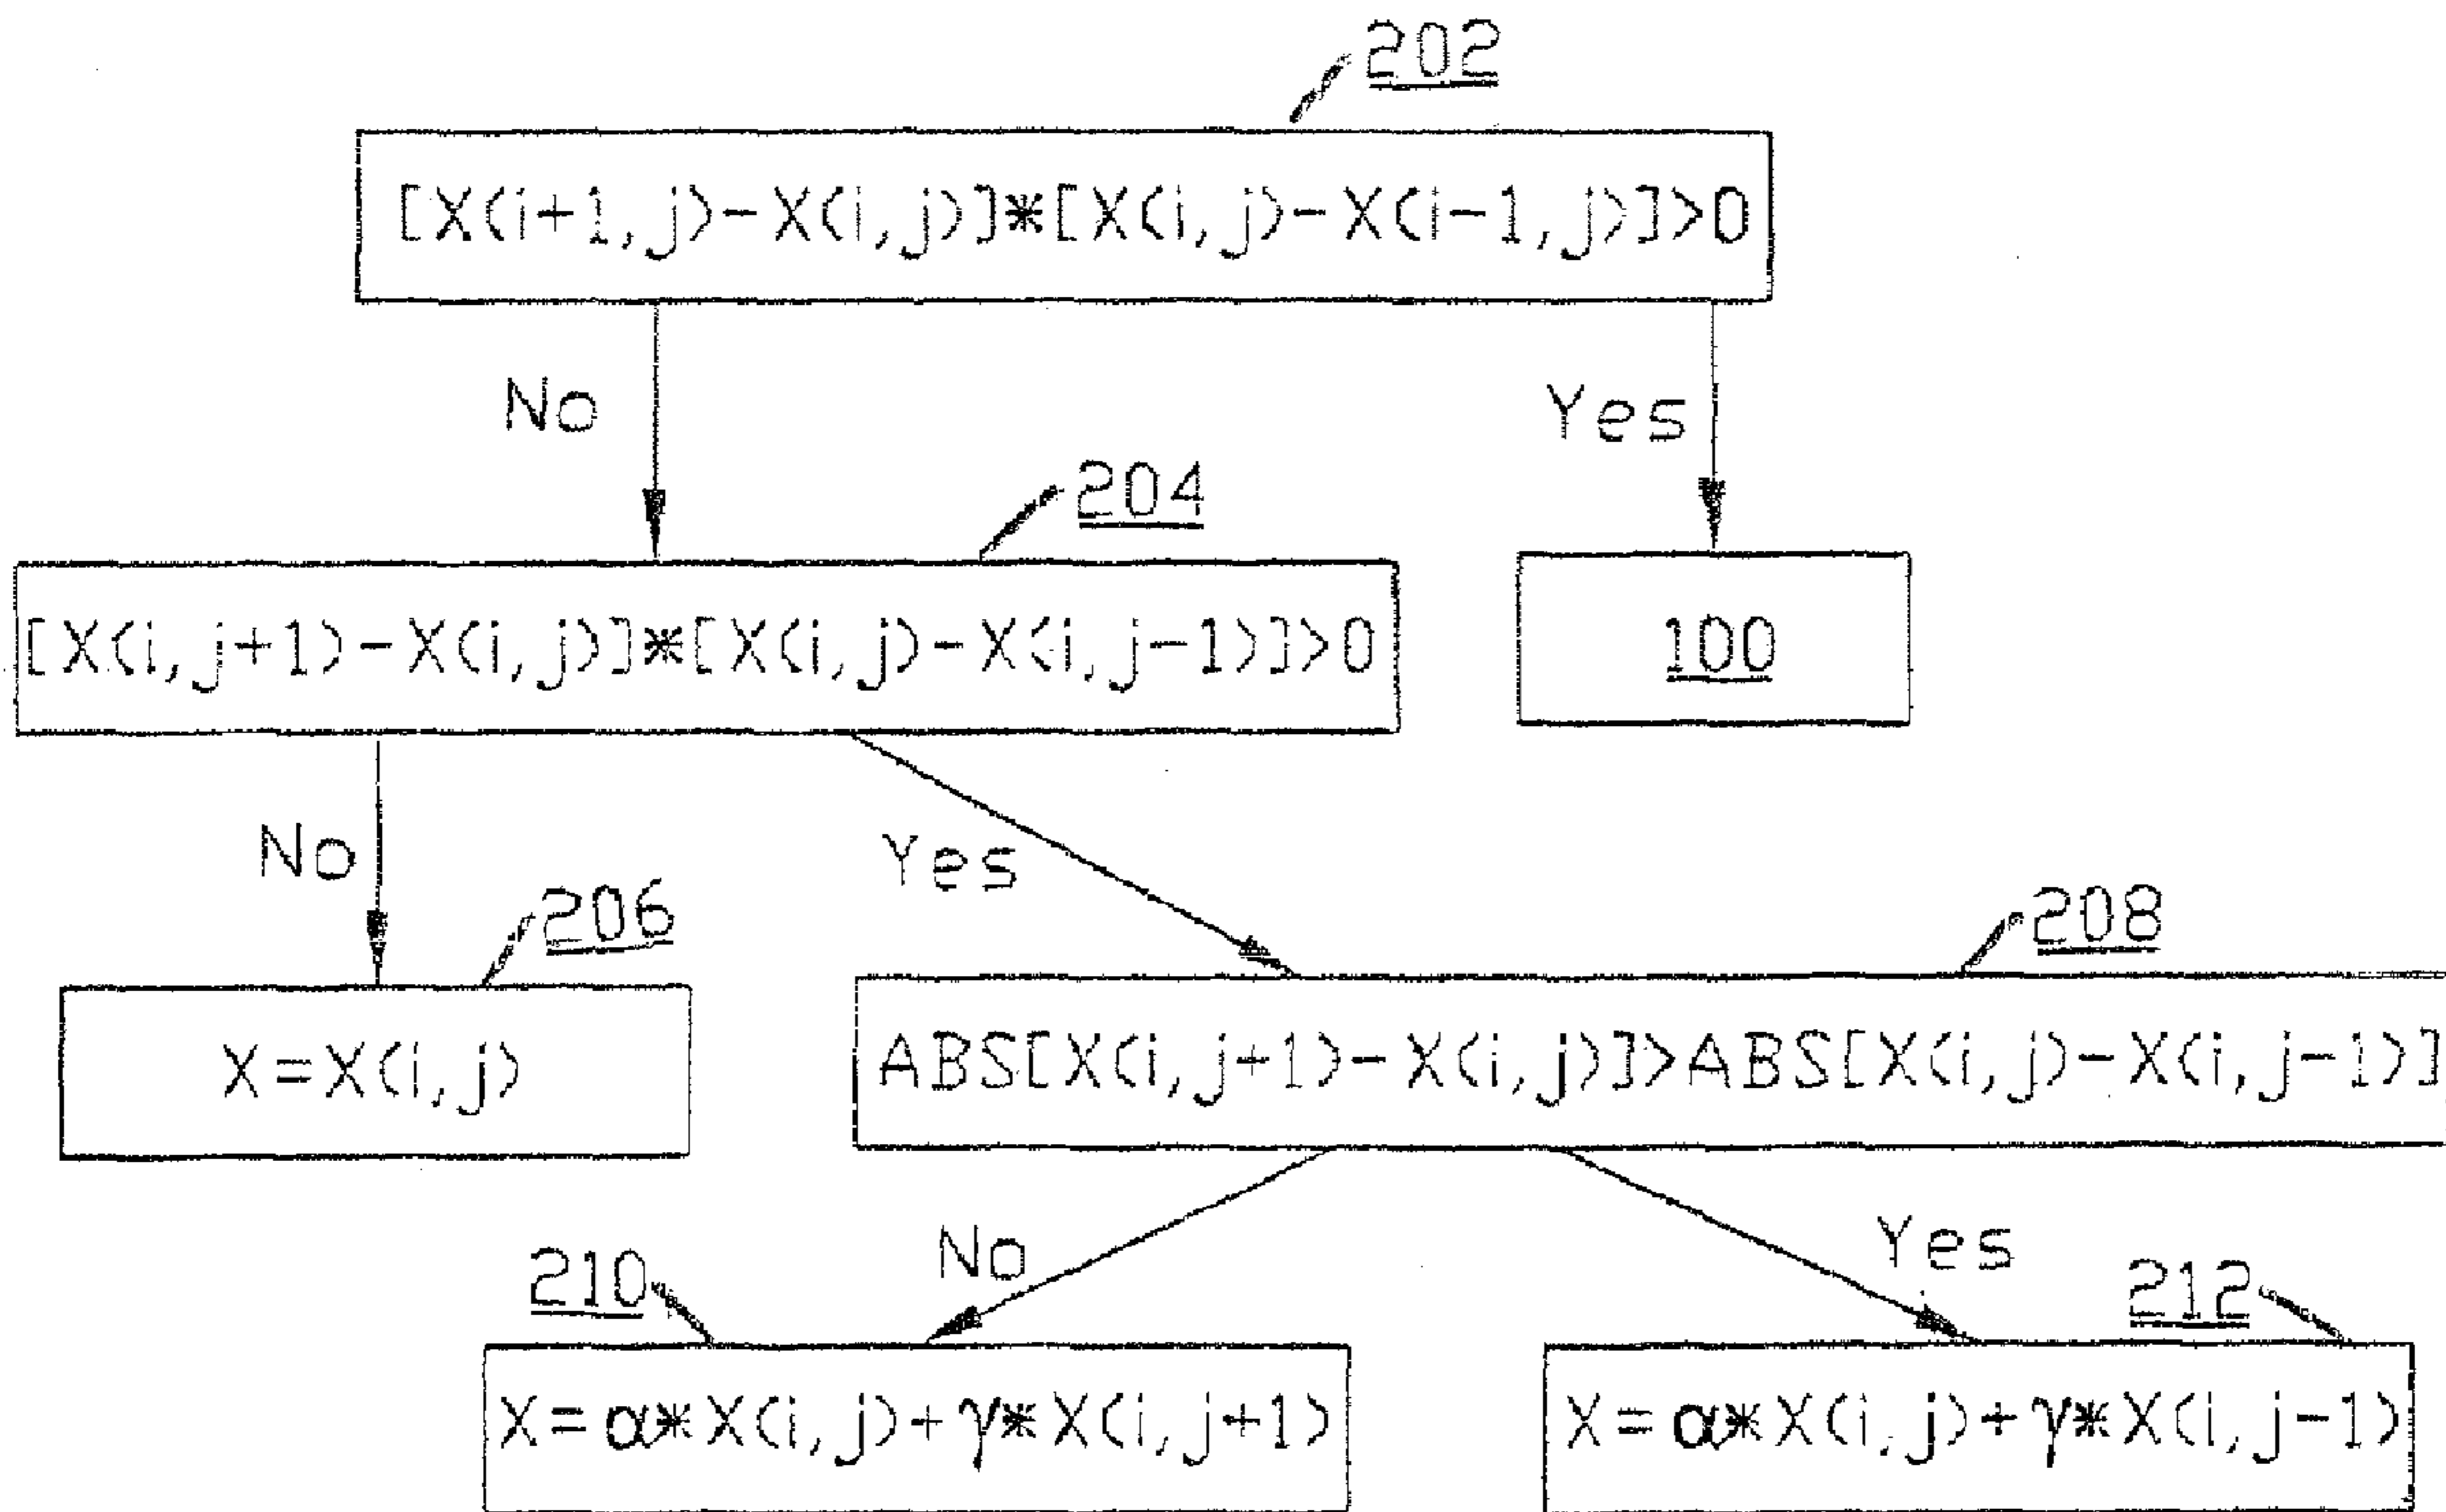 202
[X(i+1,j)-X(i,j)]*[X(i,j)-X(i-1,j)]>0
No
Yes
204
[X(i,j+1)-X(i,j)]*[X(i,j)-X(i,j-1)]>0
100
No
Yes
206
208
X=X(i,j)
ABS[X(i,j+1)-X(i,j)]>ABS[X(i,j)-X(i,j-1)]
No
Yes
210
212
X=α*X(i,j)+γ*X(i,j+1)
X=α*X(i,j)+γ*X(i,j-1)